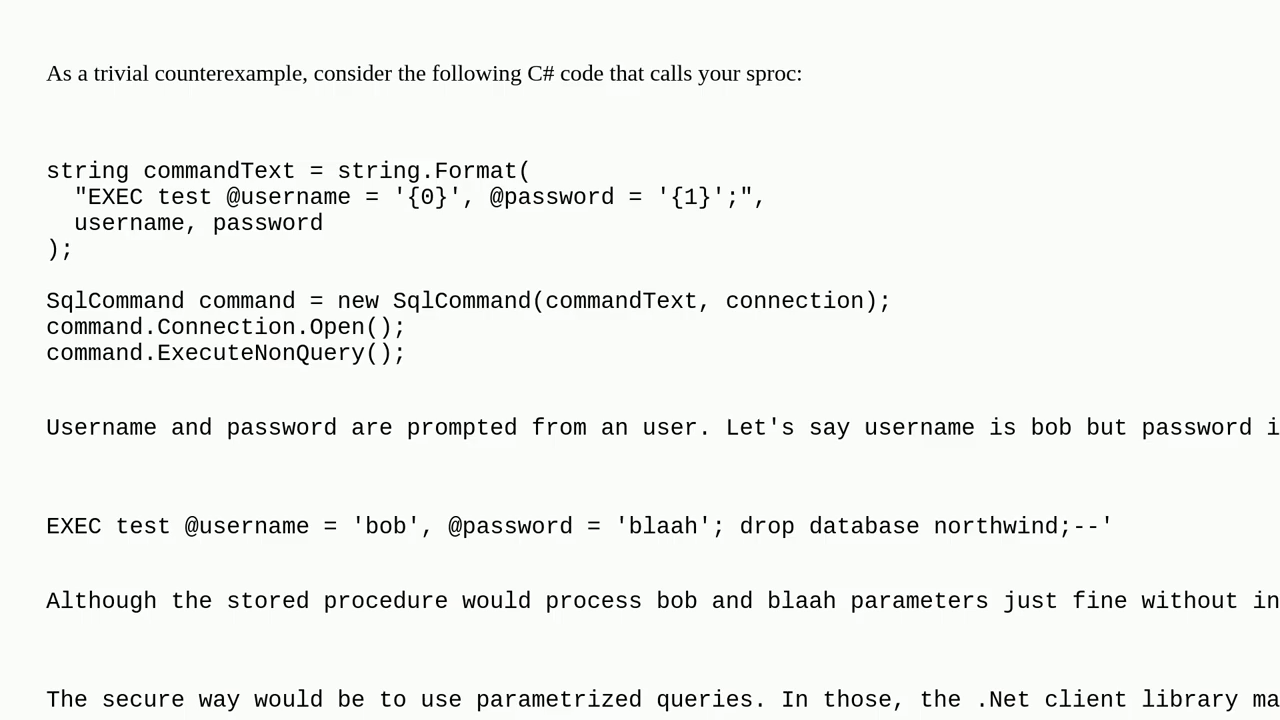 As a trivial counterexample, consider the following C# code that calls your sproc:
string commandText = string.Format(
  "EXEC test @username = '{0}', @password = '{1}';",
  username, password
);
SqlCommand command = new SqlCommand(commandText, connection);
command.Connection.Open();
command.ExecuteNonQuery();
Username and password are prompted from an user. Let's say username is bob but password i
EXEC test @username = 'bob', @password = 'blaah'; drop database northwind;--'
Although the stored procedure would process bob and blaah parameters just fine without in
The secure way would be to use parametrized queries. In those, the .Net client library ma